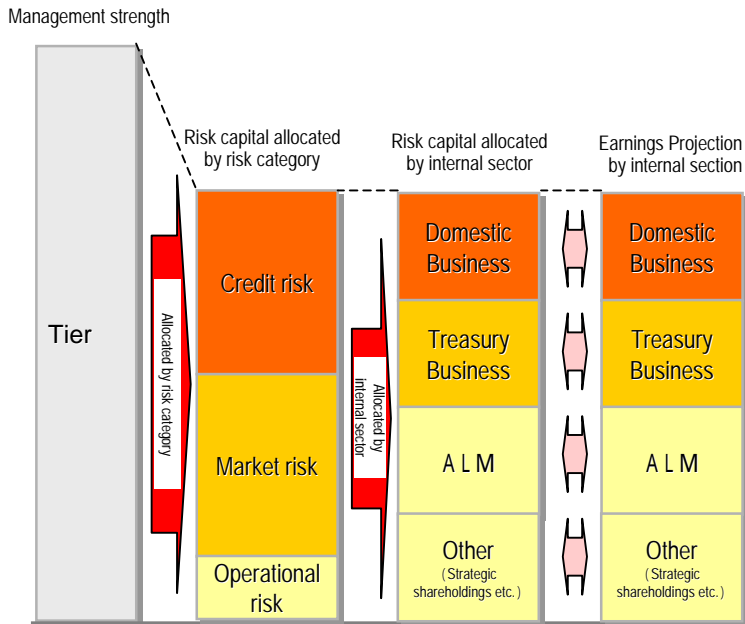 Management strength
Tier
Allocated by risk category
Risk capital allocated
by risk category
Credit risk
Market risk
Operational
risk
Allocated by
internal sector
Risk capital allocated
by internal sector
Domestic
Business
Treasury
Business
A L M
Other
( Strategic
shareholdings etc. )
Earnings Projection
by internal section
Domestic
Business
Treasury
Business
A L M
Other
( Strategic
shareholdings etc. )